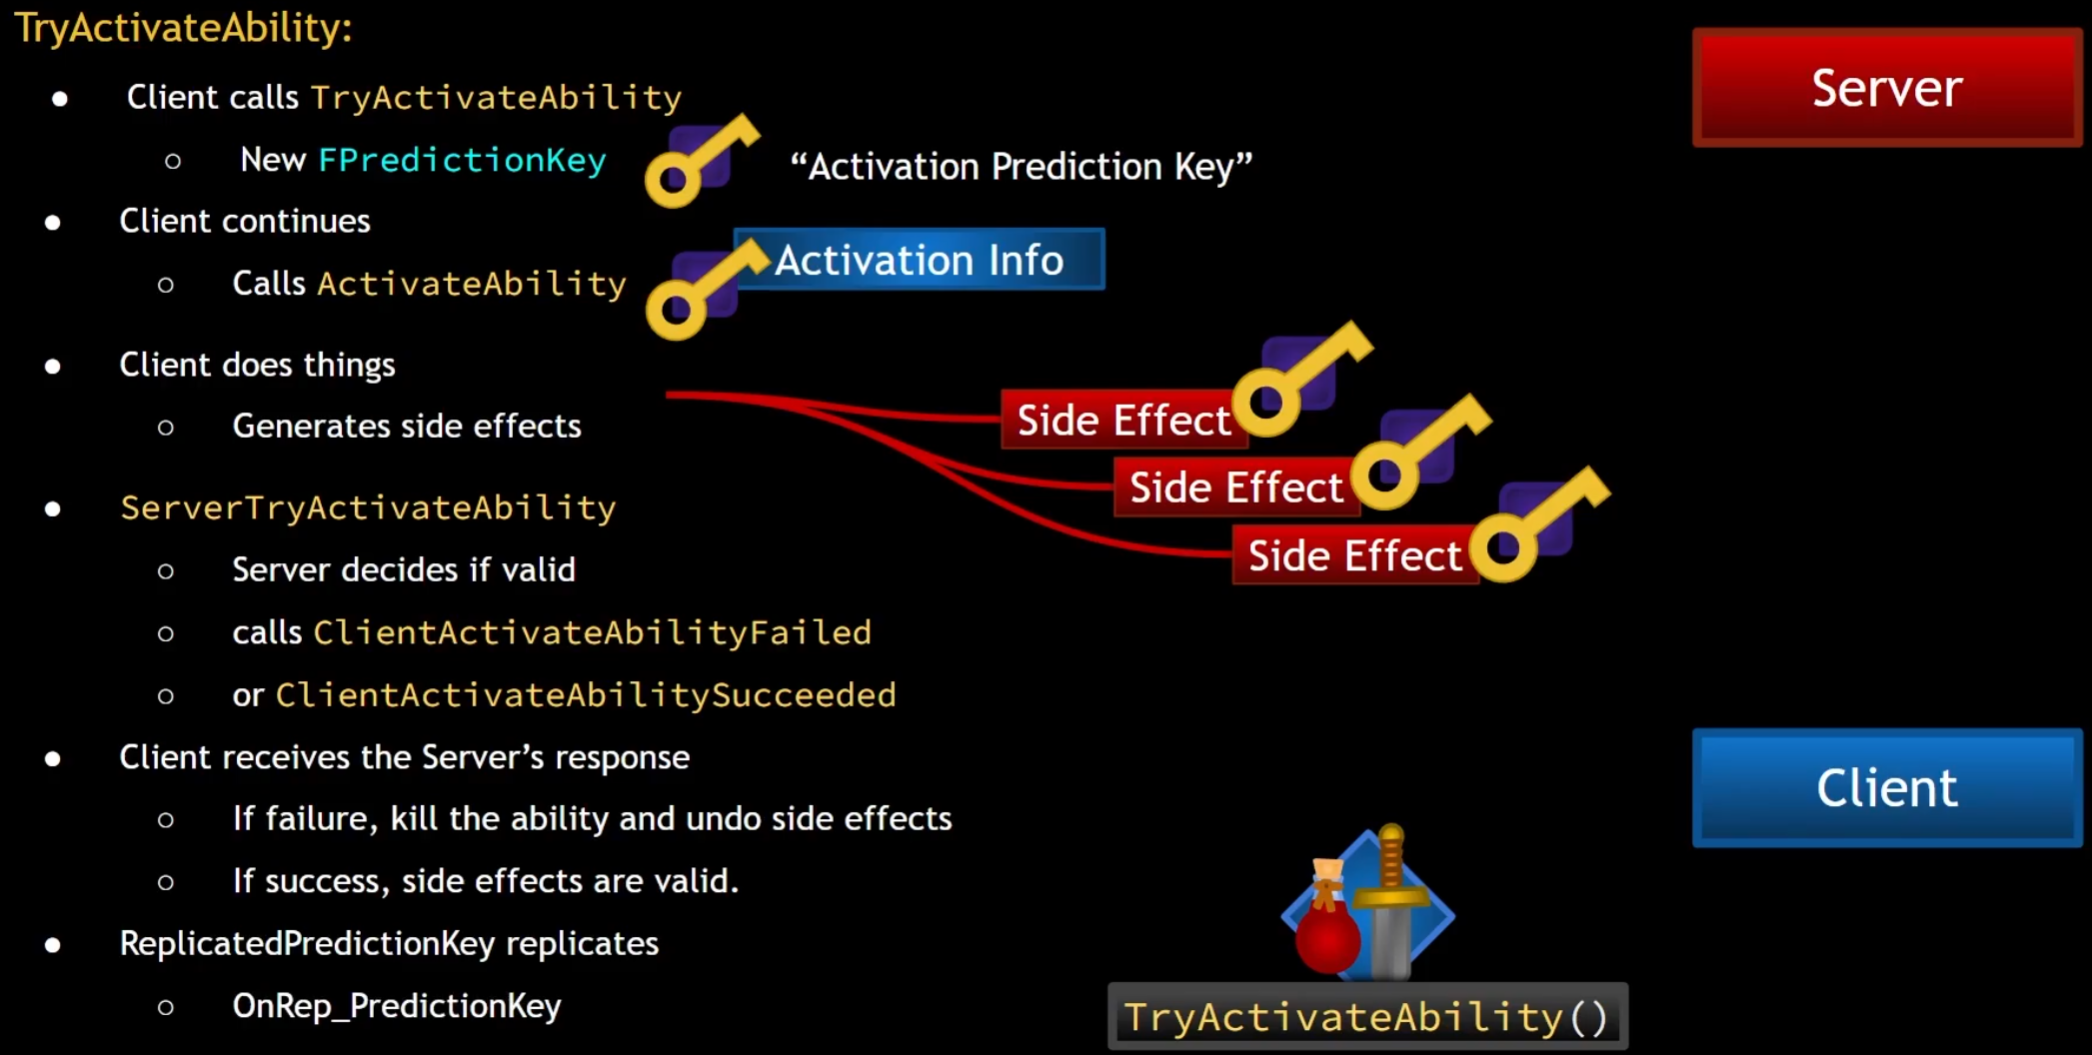 TryActivateAbility:
Server
● Client calls TryActivateAbility
○ New FPredictionKey
“Activation Prediction Key”
● Client continues
Activation Info
○ Calls ActivateAbility
● Client does things
○ Generates side effects
Side Effect
Side Effect
Side Effect
● ServerTryActivateAbility
○ Server decides if valid
○ calls ClientActivateAbilityFailed
○ or ClientActivateAbilitySucceeded
● Client receives the Server’s response
○ If failure, kill the ability and undo side effects
○ If success, side effects are valid.
Client
● ReplicatedPredictionKey replicates
○ OnRep_PredictionKey
TryActivateAbility()